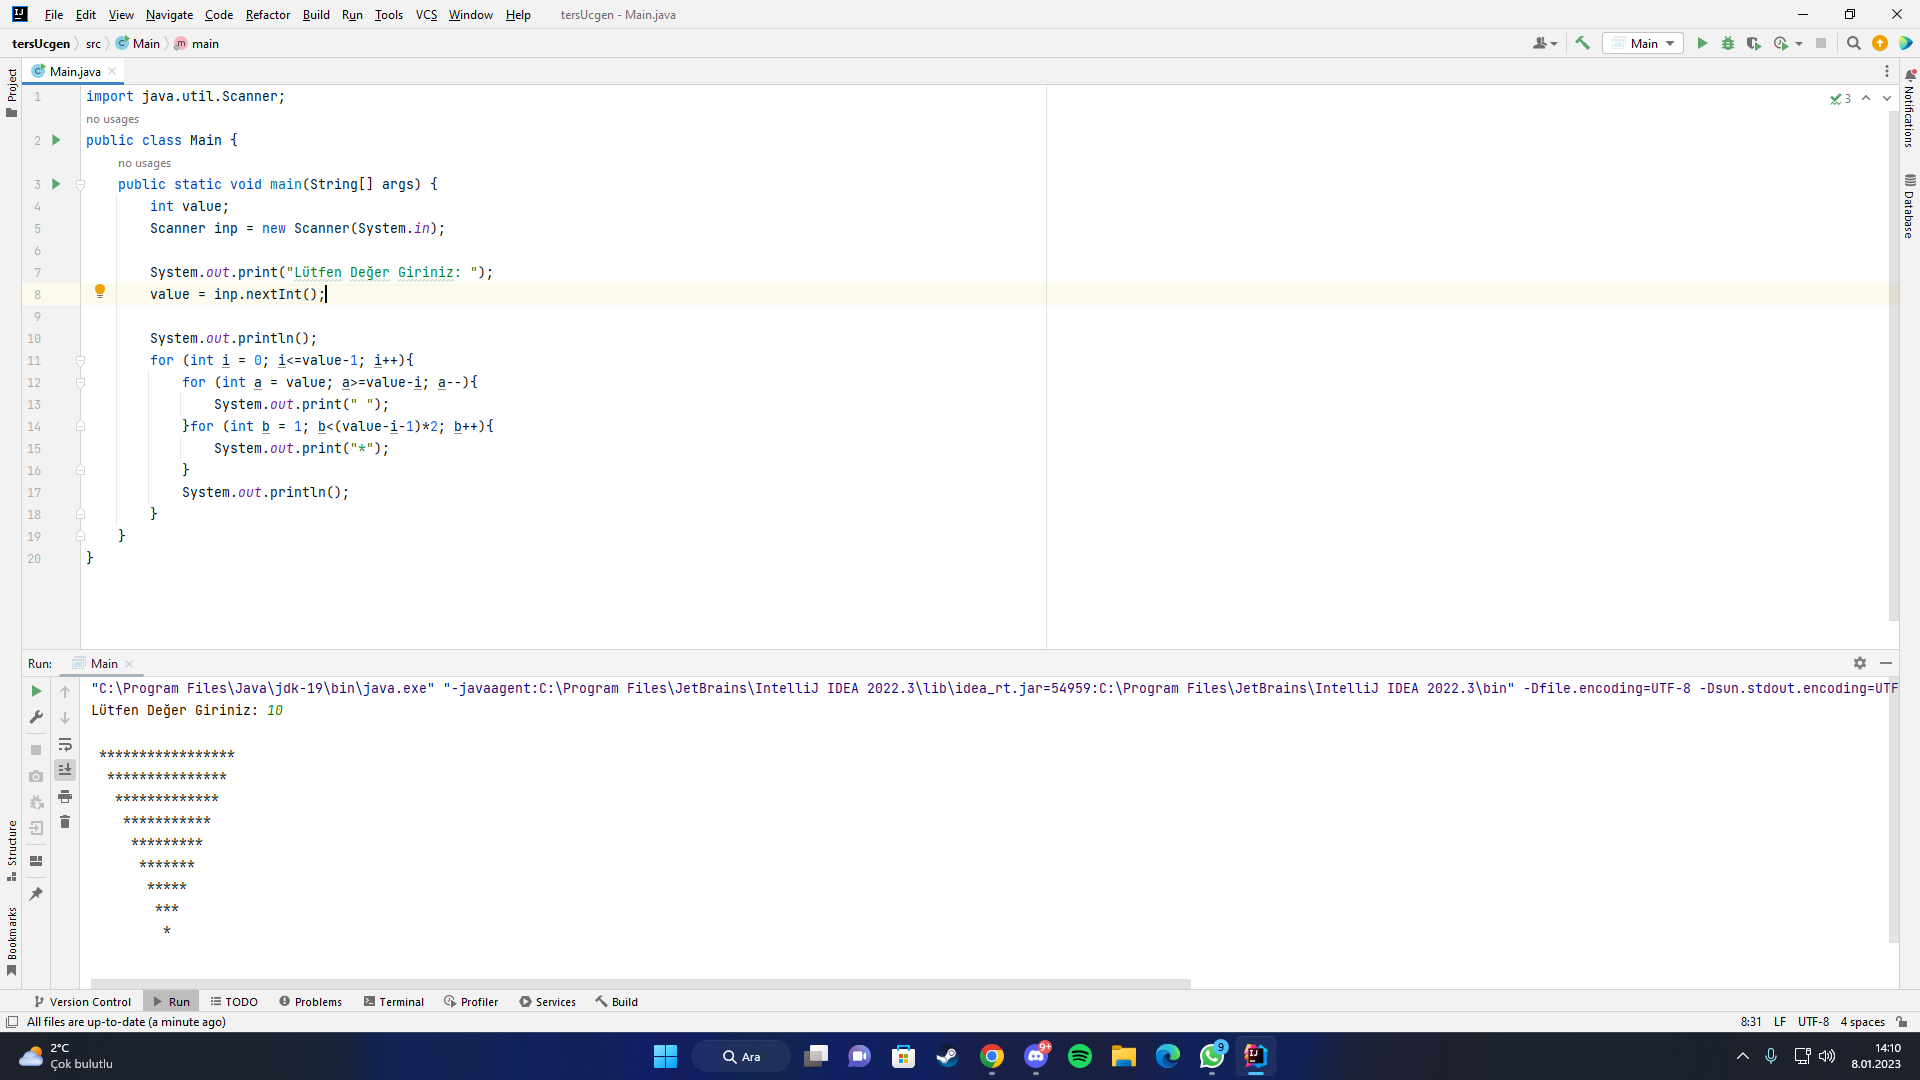 File Edit View Navigate Code Refactor Build Run Tools VCS Window Help tersUcgen - Main.java
tersUcgen src Main main
Main
Project
Main.java
Notifications
Database
3
1 import java.util.Scanner;
no usages
2 public class Main {
no usages
3 public static void main(String[] args) {
4 int value;
5 Scanner inp = new Scanner(System.in);
6
7 System.out.print("Lütfen Değer Giriniz: ");
8 value = inp.nextInt();
9
10 System.out.println();
11 for (int i = 0; i<=value-1; i++){
12 for (int a = value; a>=value-i; a--){
13 System.out.print(" ");
14 }for (int b = 1; b<(value-i-1)*2; b++){
15 System.out.print("*");
16 }
17 System.out.println();
18 }
19 }
20 }
Run: Main
"C:\Program Files\Java\jdk-19\bin\java.exe" "-javaagent:C:\Program Files\JetBrains\IntelliJ IDEA 2022.3\lib\idea_rt.jar=54959:C:\Program Files\JetBrains\IntelliJ IDEA 2022.3\bin" -Dfile.encoding=UTF-8 -Dsun.stdout.encoding=UTF
Lütfen Değer Giriniz: 10
*****************
***************
*************
***********
*********
*******
*****
***
*
Structure
Bookmarks
Version Control Run TODO Problems Terminal Profiler Services Build
All files are up-to-date (a minute ago) 8:31 LF UTF-8 4 spaces
2°C
Çok bulutlu
Ara
9+
9
14:10
8.01.2023